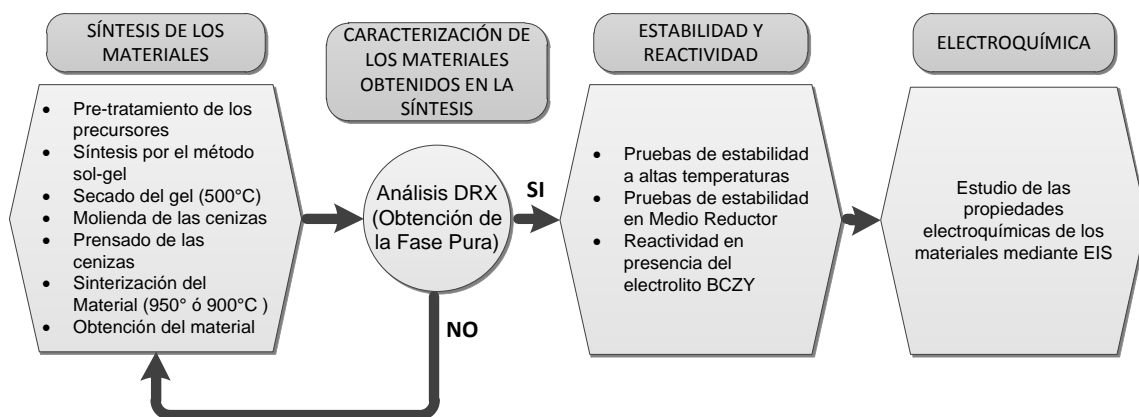 SÍNTESIS DE LOS
MATERIALES
• Pre-tratamiento de los
precursores
• Síntesis por el método
sol-gel
• Secado del gel (500°C)
• Molienda de las cenizas
• Prensado de las
cenizas
• Sinterización del
Material (950° ó 900°C )
• Obtención del material
CARACTERIZACIÓN DE
LOS MATERIALES
OBTENIDOS EN LA
SÍNTESIS
Análisis DRX
(Obtención de
la Fase Pura)
SI
NO
ESTABILIDAD Y
REACTIVIDAD
• Pruebas de estabilidad
a altas temperaturas
• Pruebas de estabilidad
en Medio Reductor
• Reactividad en
presencia del
electrolito BCZY
ELECTROQUÍMICA
Estudio de las
propiedades
electroquímicas de los
materiales mediante EIS